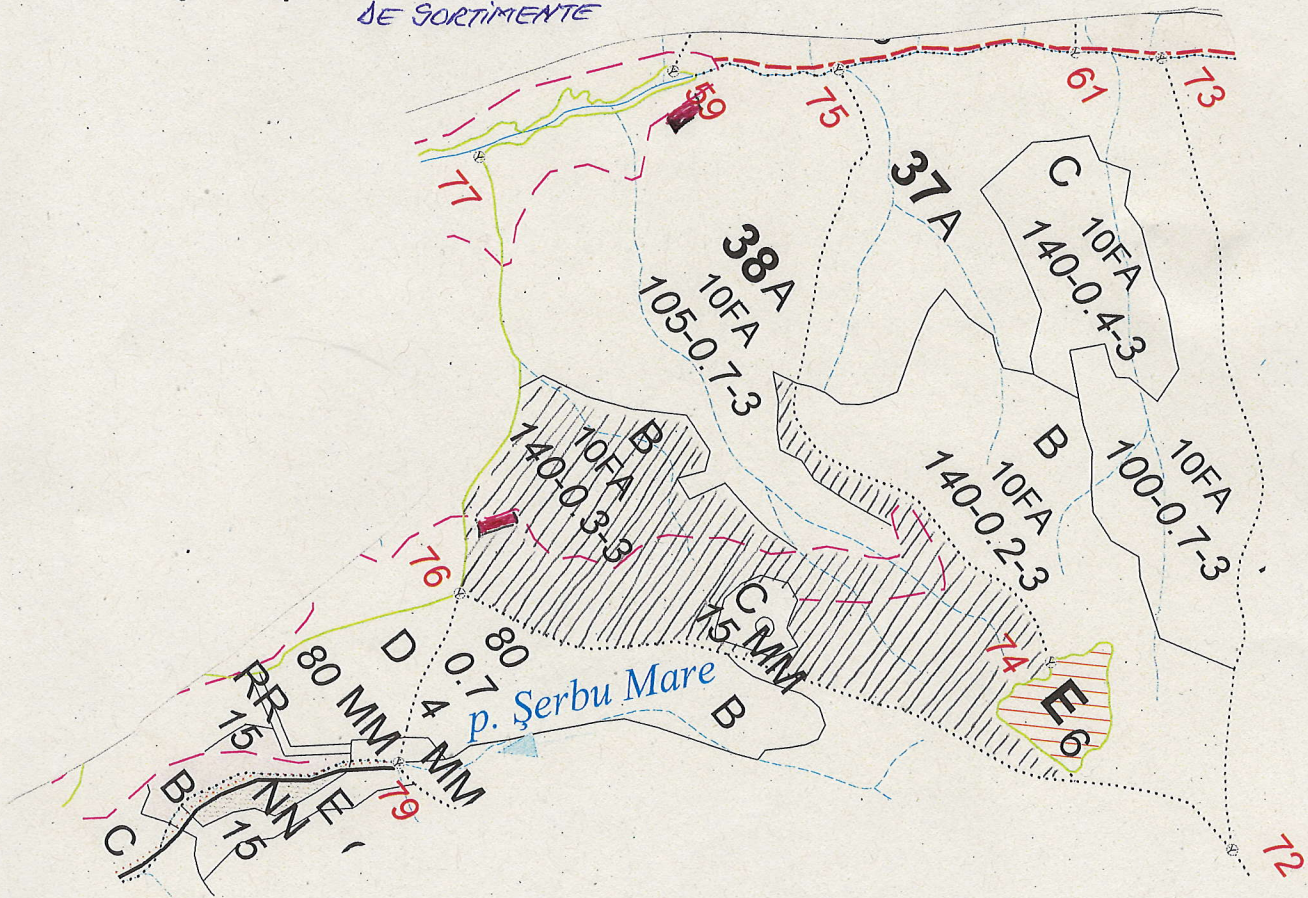 DE SORTIMENTE
59
75
61
73
77
37A
C
10FA
140-0.4-3
38A
10FA
105-0.7-3
B
10FA
140-0.3-3
B
10FA
140-0.2-3
10FA
100-0.7-3
76
C
15 MM
74
E6
D
80 MM
80
0.7
4
MM
p. Şerbu Mare
B
RR
15
B
NN
15
E
C
79
72